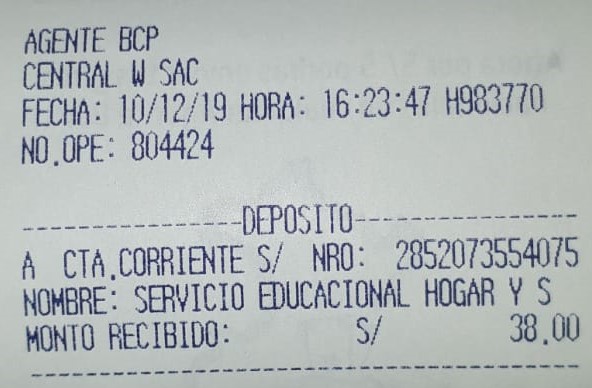 AGENTE BCP
CENTRAL W SAC
FECHA: 10/12/19 HORA: 16:23:47 H983770
NO.OPE: 804424
----------------DEPOSITO----------------
A CTA.CORRIENTE S/ NRO: 2852073554075
NOMBRE: SERVICIO EDUCACIONAL HOGAR Y S
MONTO RECIBIDO: S/ 38.00
----------------------------------------